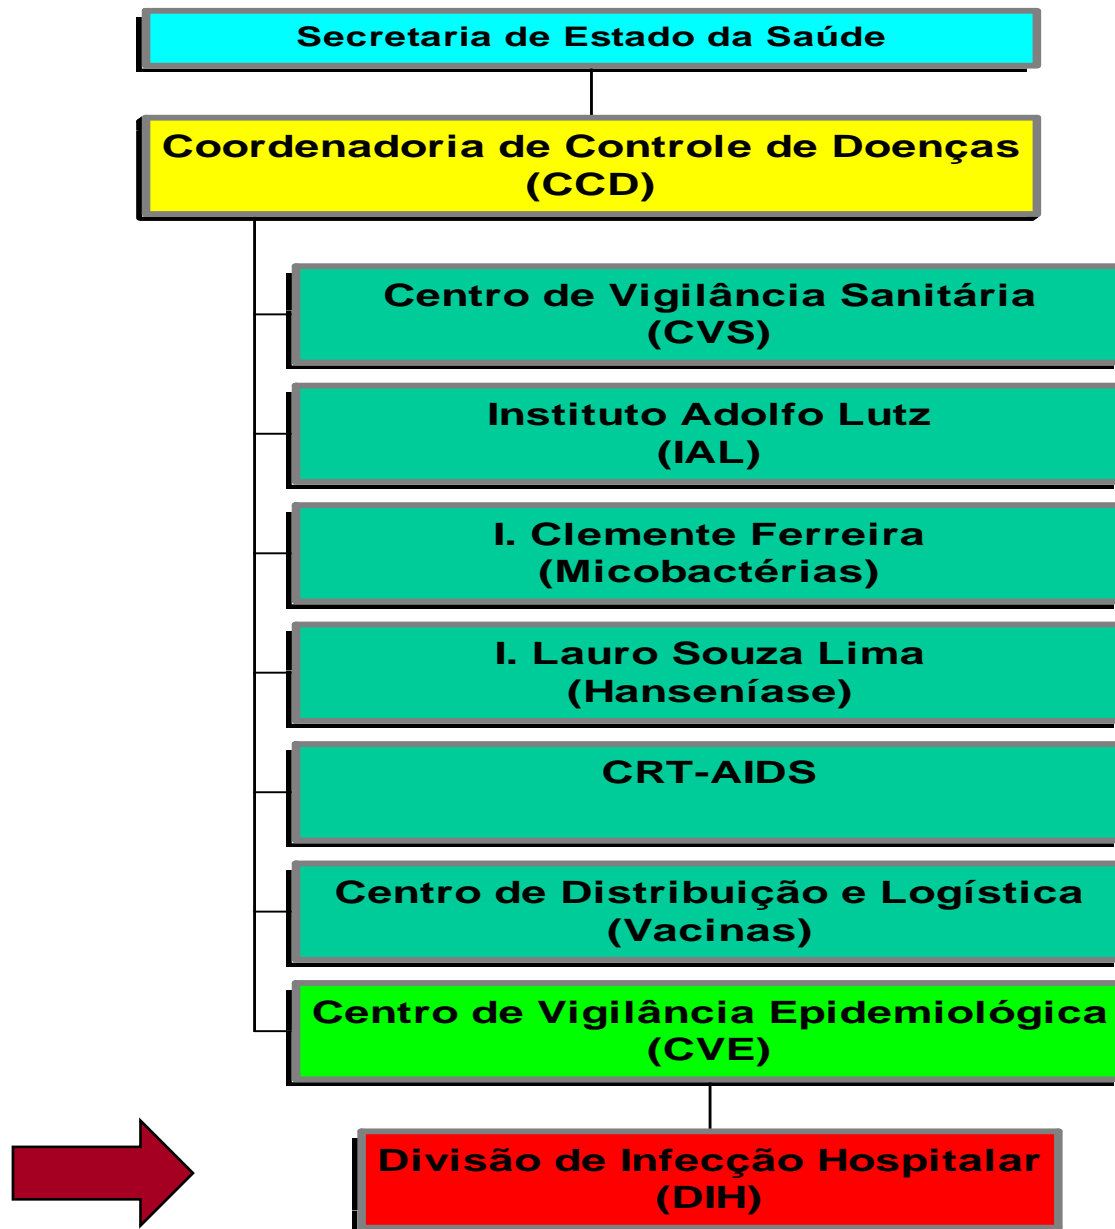 Secretaria de Estado da Saúde
Coordenadoria de Controle de Doenças
(CCD)
Centro de Vigilância Sanitária
(CVS)
Instituto Adolfo Lutz
(IAL)
I. Clemente Ferreira
(Micobactérias)
I. Lauro Souza Lima
(Hanseníase)
CRT-AIDS
Centro de Distribuição e Logística
(Vacinas)
Centro de Vigilância Epidemiológica
(CVE)
Divisão de Infecção Hospitalar
(DIH)